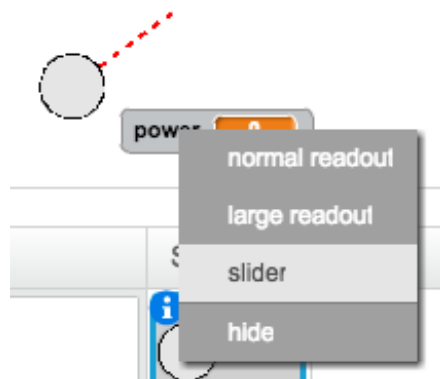 power
normal readout
large readout
S
slider
i
hide